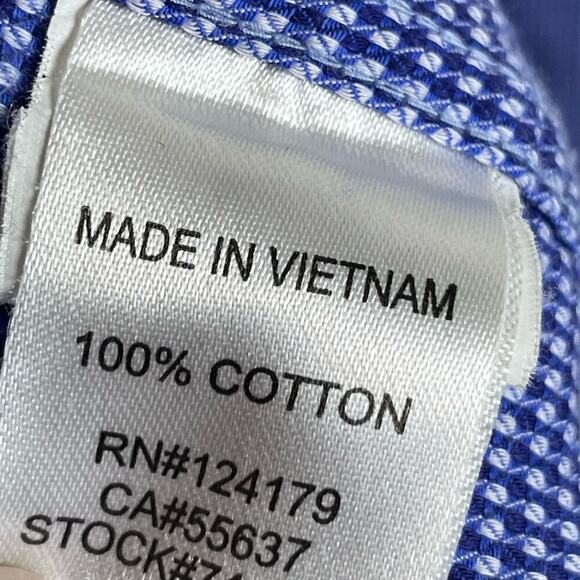 MADE IN VIETNAM
100% COTTON
RN#124179
CA#55637